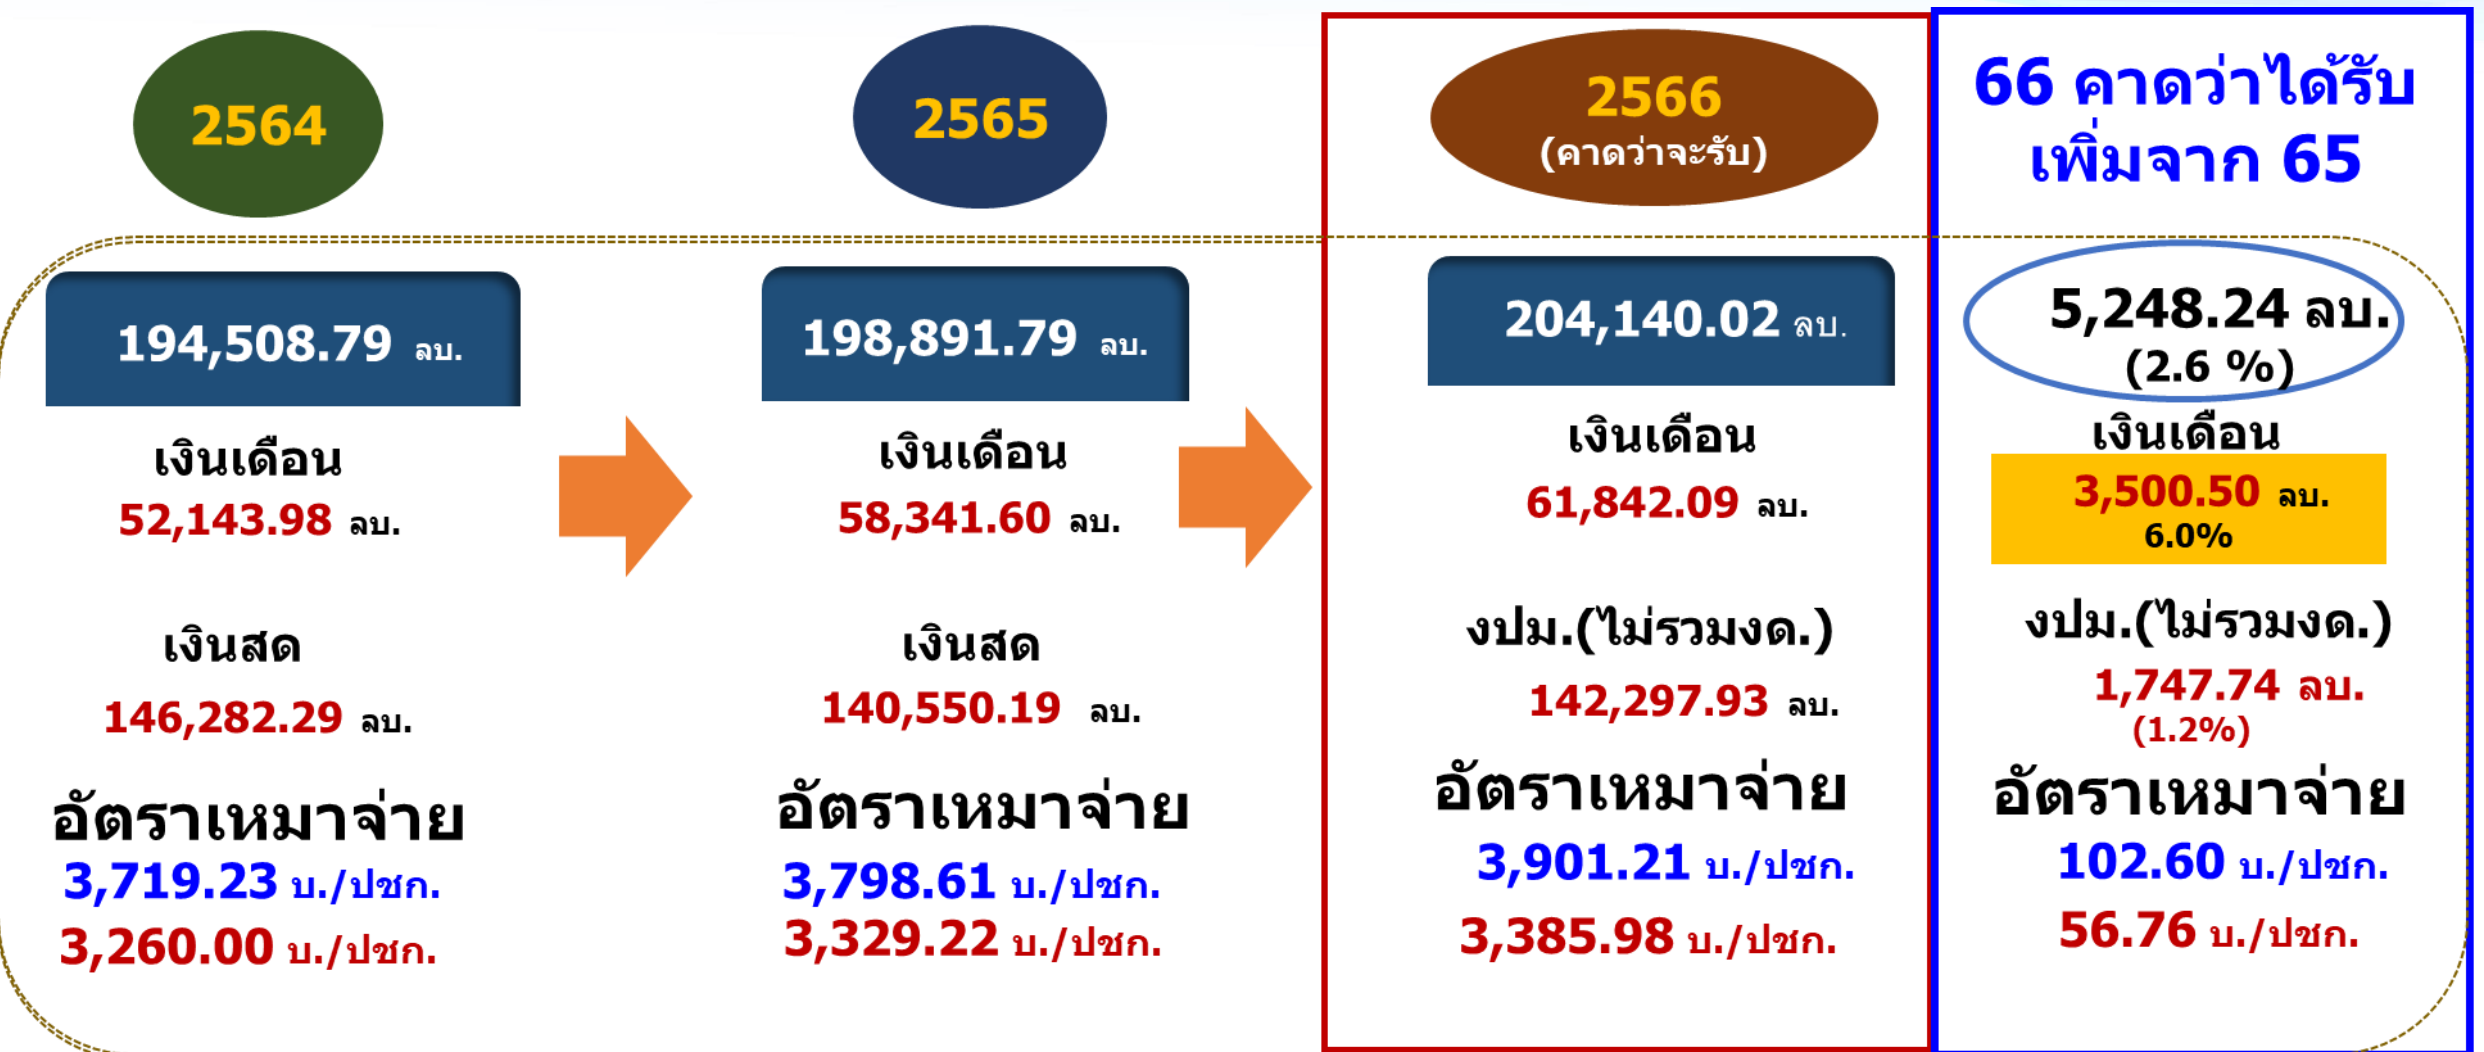 2564
194,508.79 ลบ.
เงินเดือน
52,143.98 ลบ.
เงินสด
146,282.29 ลบ.
อัตราเหมาจ่าย
3,719.23 บ./ปชก.
3,260.00 บ./ปชก.
2565
198,891.79 ลบ.
เงินเดือน
58,341.60 ลบ.
เงินสด
140,550.19 ลบ.
อัตราเหมาจ่าย
3,798.61 บ./ปชก.
3,329.22 บ./ปชก.
2566
(คาดว่าจะรับ)
204,140.02 ลบ.
เงินเดือน
61,842.09 ลบ.
งปม.(ไม่รวมงด.)
142,297.93 ลบ.
อัตราเหมาจ่าย
3,901.21 บ./ปชก.
3,385.98 บ./ปชก.
66 คาดว่าได้รับ
เพิ่มจาก 65
5,248.24 ลบ.
(2.6 %)
เงินเดือน
3,500.50 ลบ.
6.0%
งปม.(ไม่รวมงด.)
1,747.74 ลบ.
(1.2%)
อัตราเหมาจ่าย
102.60 บ./ปชก.
56.76 บ./ปชก.